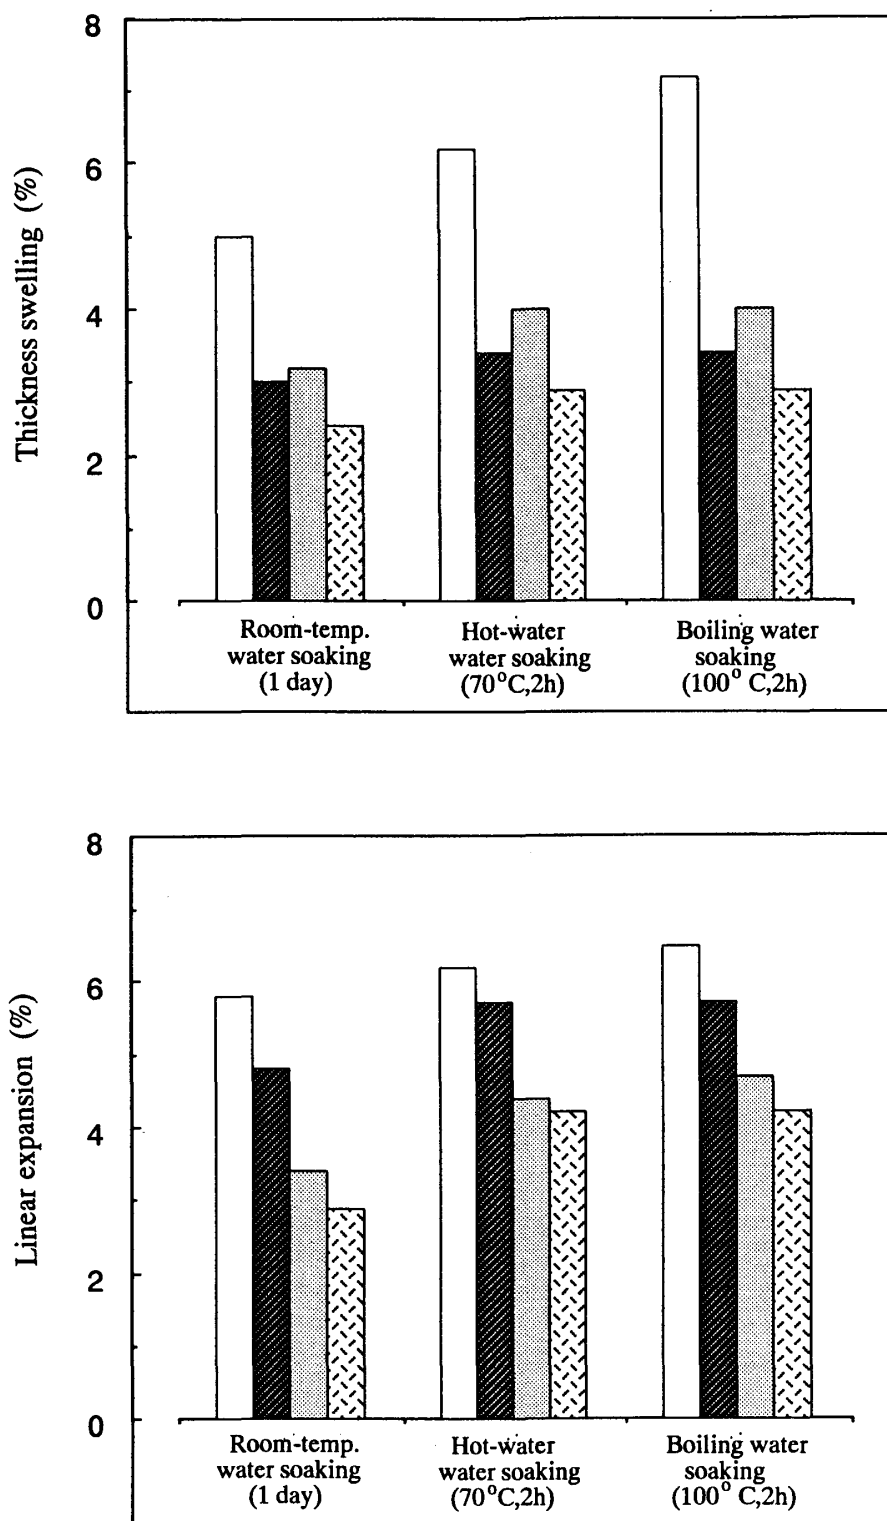 8
6
4
2
0
Thickness swelling (%)
Room-temp.
water soaking
(1 day)
Hot-water
water soaking
(70°C,2h)
Boiling water
soaking
(100° C,2h)
8
6
4
2
0
Linear expansion (%)
Room-temp.
water soaking
(1 day)
Hot-water
water soaking
(70°C,2h)
Boiling water
soaking
(100° C,2h)